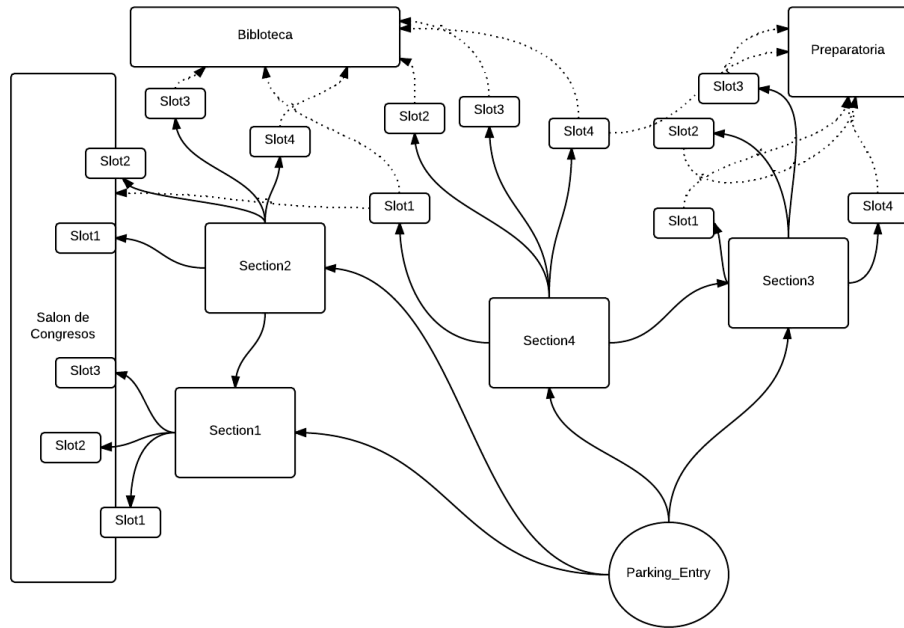 Bibloteca
Preparatoria
Slot3
Slot3
Slot2
Slot3
Slot4
Slot4
Slot2
Slot2
Slot1
Slot1
Slot4
Slot1
Section2
Section3
Salon de
Congresos
Section4
Slot3
Section1
Slot2
Slot1
Parking_Entry